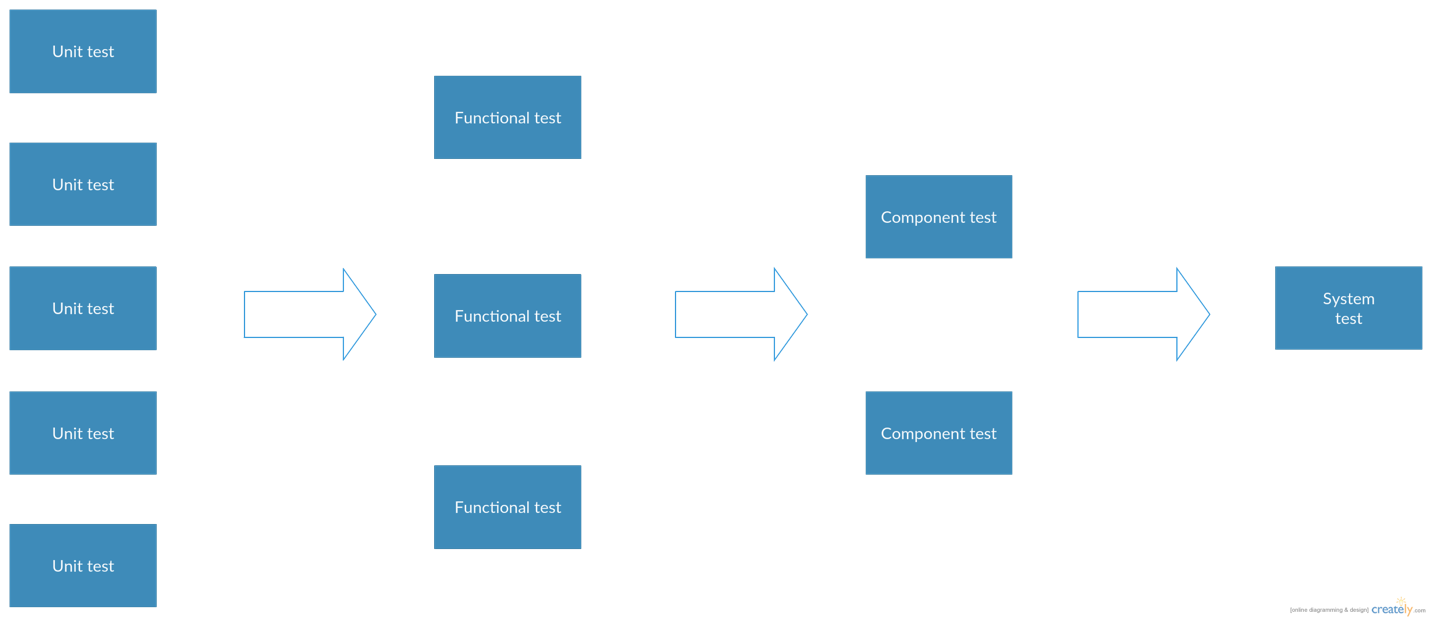 Unit test
Unit test
Unit test
Unit test
Unit test
Functional test
Functional test
Functional test
Component test
Component test
System
test
[online diagramming & design] creately.com